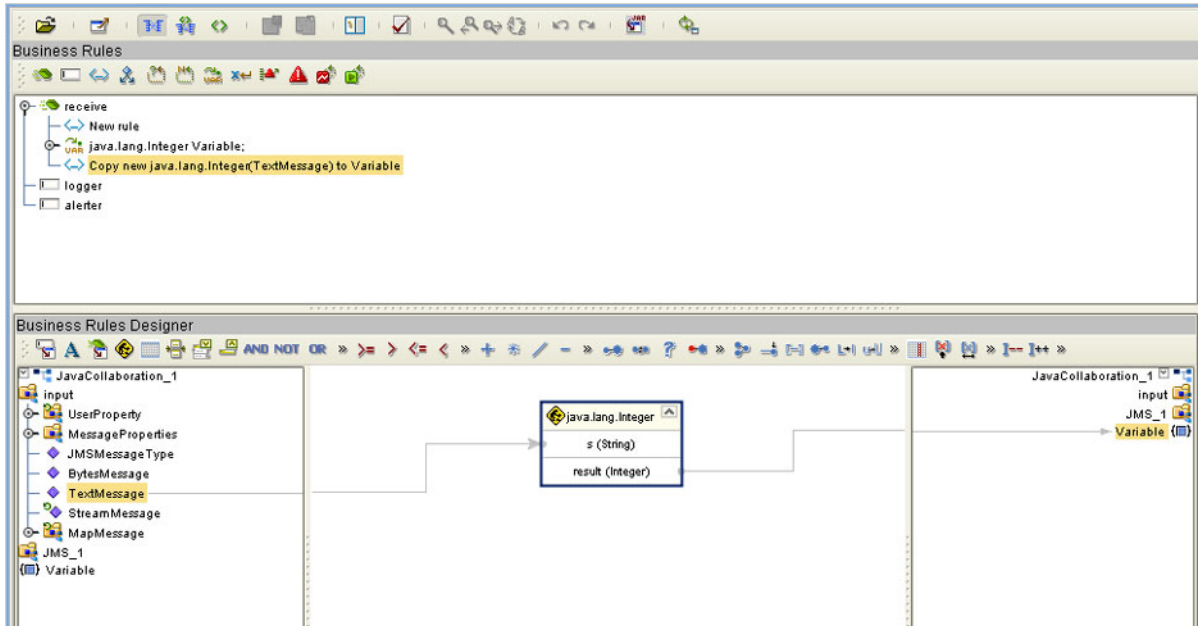 Business Rules
receive
New rule
java.lang.Integer Variable;
Copy new java.lang.Integer(TextMessage) to Variable
logger
alerter
Business Rules Designer
A AND NOT OR » >= > <= < » + * / - » ? » » » ]-- ]++ »
JavaCollaboration_1
input
UserProperty
MessageProperties
JMSMessageType
BytesMessage
TextMessage
StreamMessage
MapMessage
JMS_1
Variable
java.lang.Integer
s (String)
result (Integer)
JavaCollaboration_1
input
JMS_1
Variable